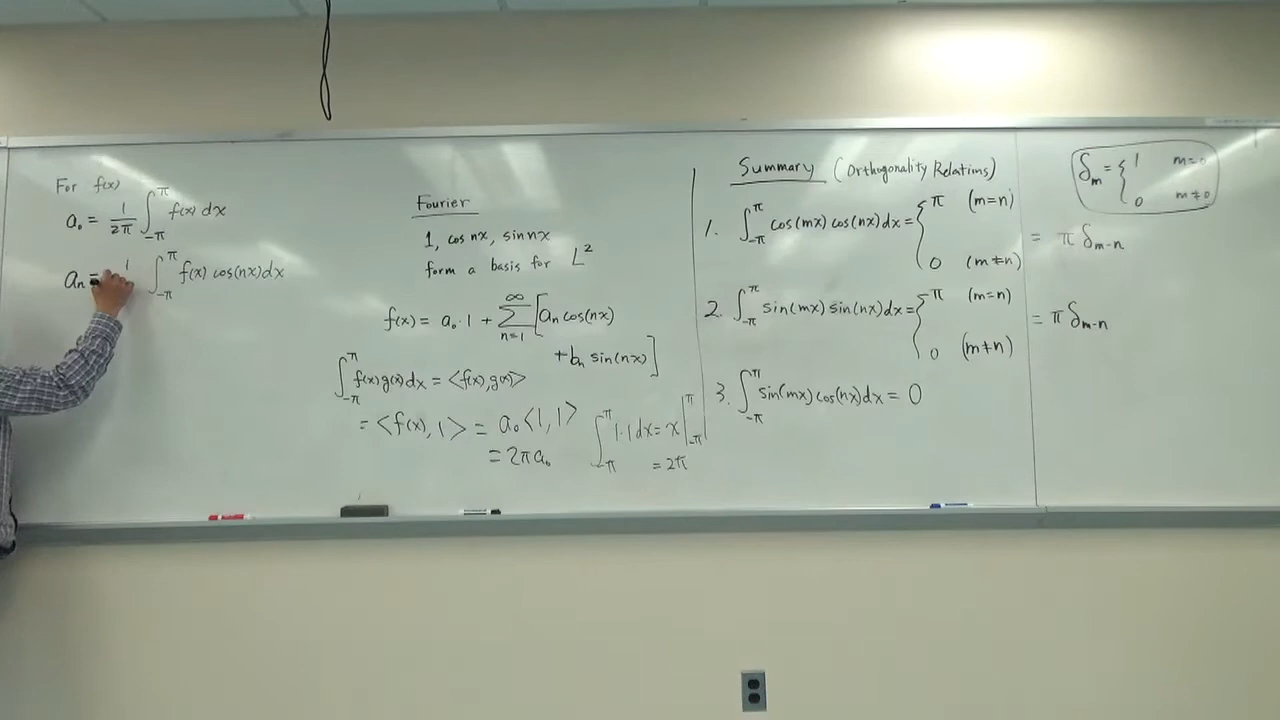 For f(x)
a₀ = 1/2π ∫_{-π}^{π} f(x) dx
aₙ = 1 ∫_{-π}^{π} f(x) cos(nx) dx
Fourier
1, cos nx, sin nx
form a basis for L²
f(x) = a₀·1 + ∑_{n=1}^{∞} [aₙ cos(nx)
+ bₙ sin(nx)]
∫_{-π}^{π} f(x) g(x) dx = <f(x), g(x)>
= <f(x), 1> = a₀ <1, 1>
= 2π a₀
∫_{-π}^{π} 1·1 dx = x |_{-π}^{π}
= 2π
Summary (Orthogonality Relations)
1. ∫_{-π}^{π} cos(mx) cos(nx) dx = { π (m=n)
0 (m≠n)
= π δ_{m-n}
2. ∫_{-π}^{π} sin(mx) sin(nx) dx = { π (m=n)
0 (m≠n)
= π δ_{m-n}
3. ∫_{-π}^{π} sin(mx) cos(nx) dx = 0
δ_m = { 1 m=0
0 m≠0